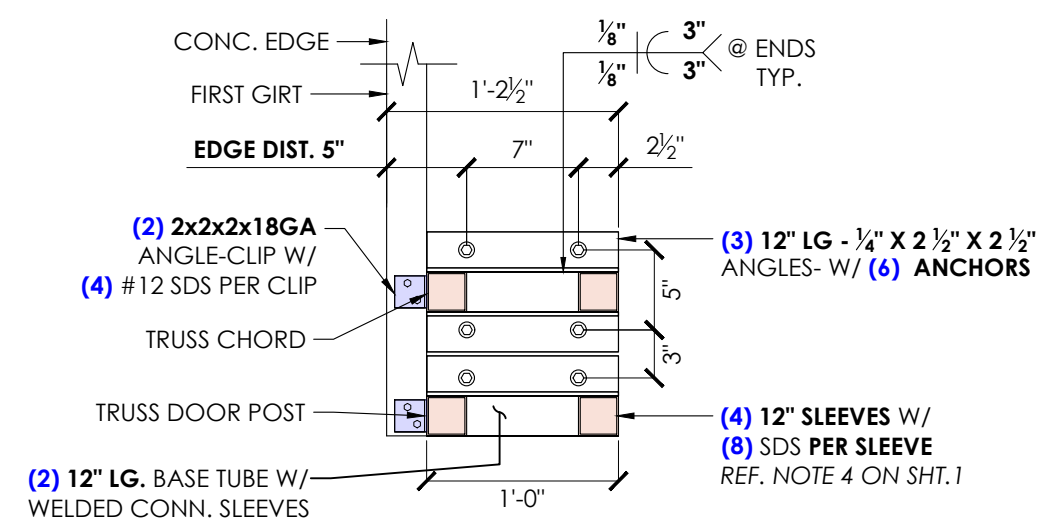 CONC. EDGE
FIRST GIRT
1'-2½"
⅛" 3"
⅛" 3"
@ ENDS
TYP.
EDGE DIST. 5"
7"
2½"
(2) 2x2x2x18GA
ANGLE-CLIP W/
(4) #12 SDS PER CLIP
TRUSS CHORD
TRUSS DOOR POST
(2) 12" LG. BASE TUBE W/
WELDED CONN. SLEEVES
(3) 12" LG - ¼" X 2 ½" X 2 ½"
ANGLES- W/ (6) ANCHORS
5"
3"
(4) 12" SLEEVES W/
(8) SDS PER SLEEVE
REF. NOTE 4 ON SHT.1
1'-0"